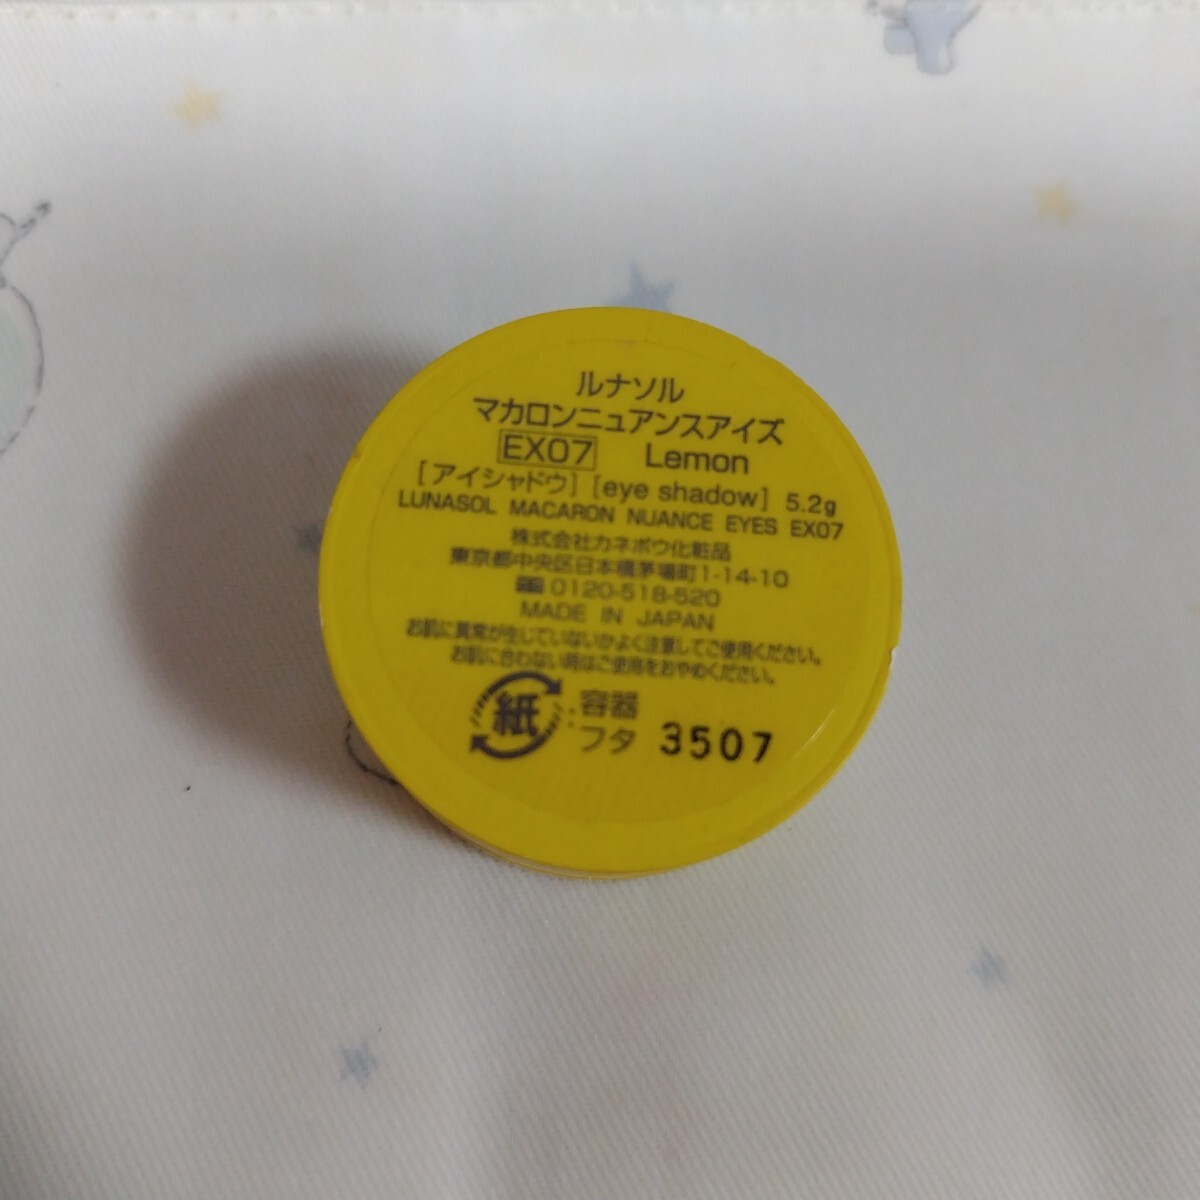 ルナソル
マカロンニュアンスアイズ
EX07 Lemon
[アイシャドウ] [eye shadow] 5.2g
LUNASOL MACARON NUANCE EYES EX07
株式会社カネボウ化粧品
東京都中央区日本橋茅場町1-14-10
0120-518-520
MADE IN JAPAN
お肌に異常が生じていないかよく注意してご使用ください。
お肌に合わない時はご使用をおやめください。
紙 : 容器
フタ 3507